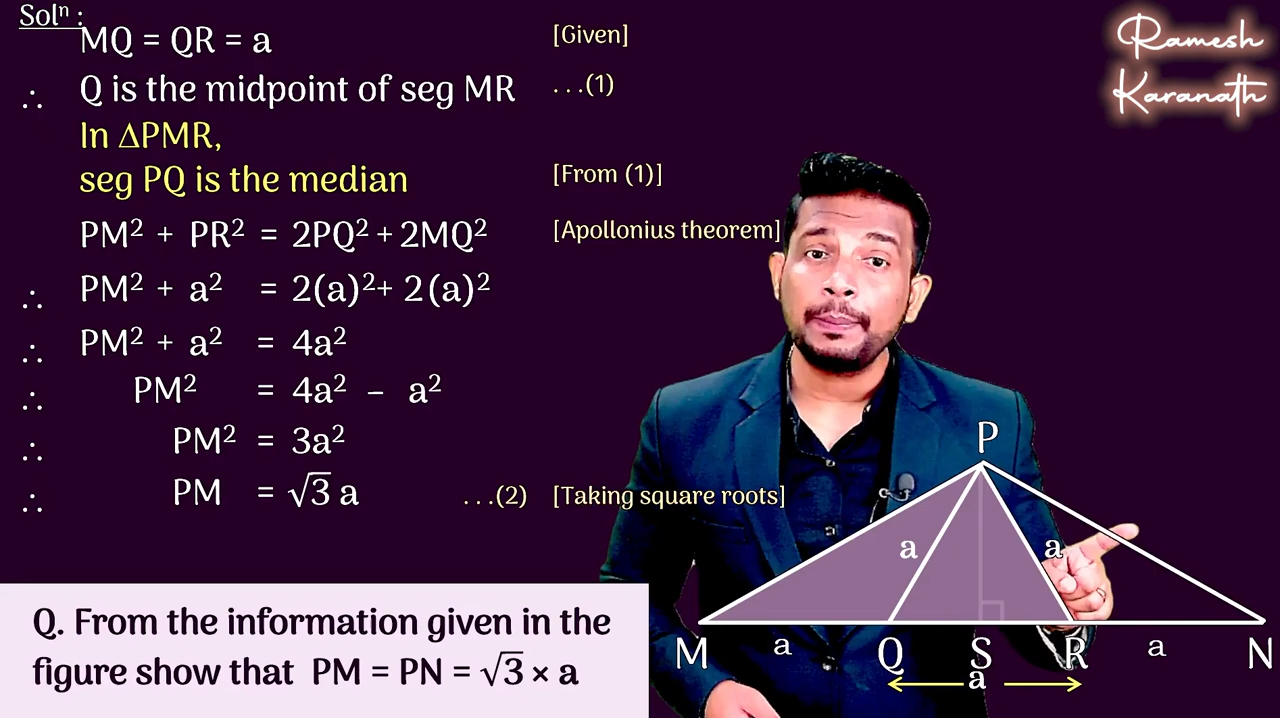 Solⁿ :
MQ = QR = a [Given]
∴ Q is the midpoint of seg MR . . .(1)
In ΔPMR,
seg PQ is the median [From (1)]
PM² + PR² = 2PQ² + 2MQ² [Apollonius theorem]
∴ PM² + a² = 2(a)² + 2(a)²
∴ PM² + a² = 4a²
∴ PM² = 4a² – a²
∴ PM² = 3a²
∴ PM = √3 a . . .(2) [Taking square roots]
Q. From the information given in the
figure show that PM = PN = √3 × a
Ramesh
Karanath
P
a a
M a Q S R a N
a